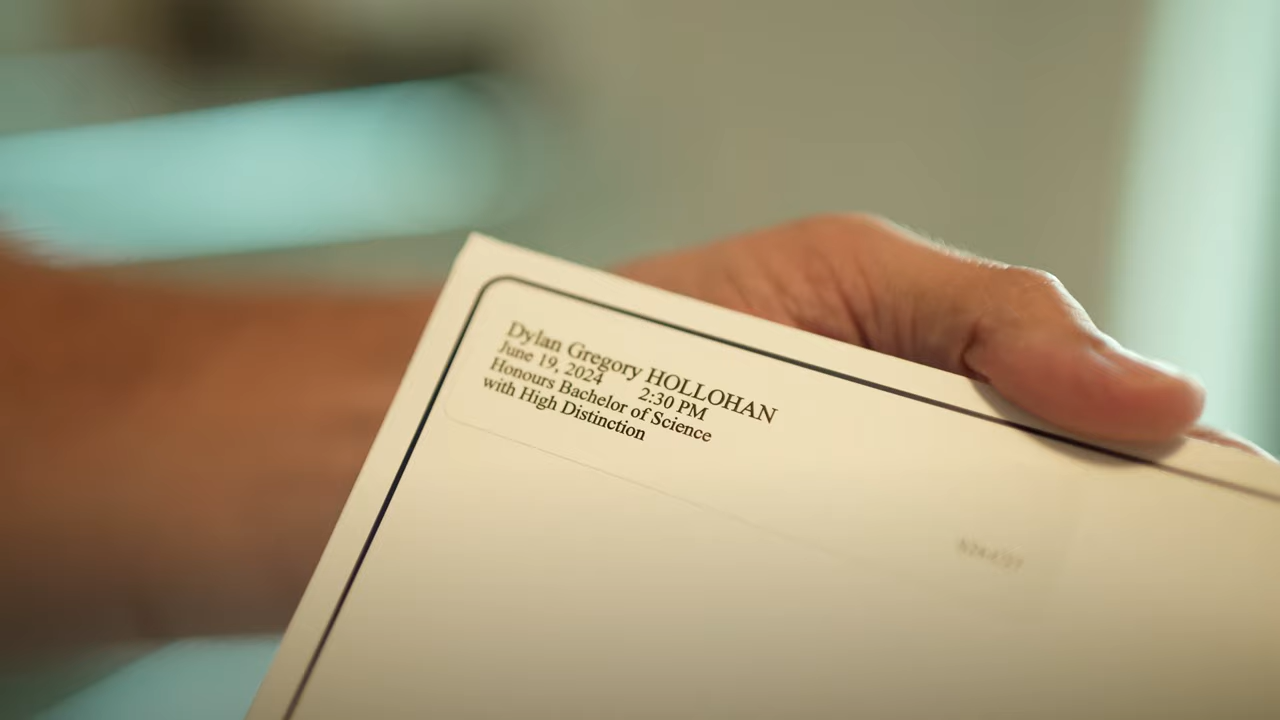 Dylan Gregory HOLLOHAN
June 19, 2024 2:30 PM
Honours Bachelor of Science
with High Distinction